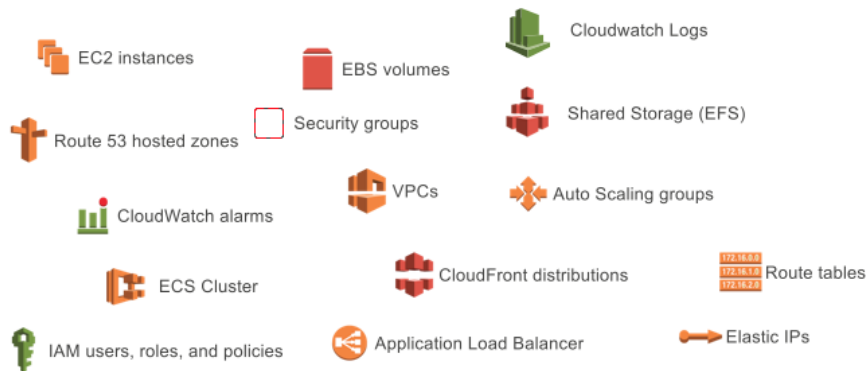 Cloudwatch Logs
EC2 instances
EBS volumes
Shared Storage (EFS)
Security groups
Route 53 hosted zones
VPCs
Auto Scaling groups
CloudWatch alarms
172.16.0.0
172.16.1.0
172.16.2.0
Route tables
CloudFront distributions
ECS Cluster
Elastic IPs
Application Load Balancer
IAM users, roles, and policies